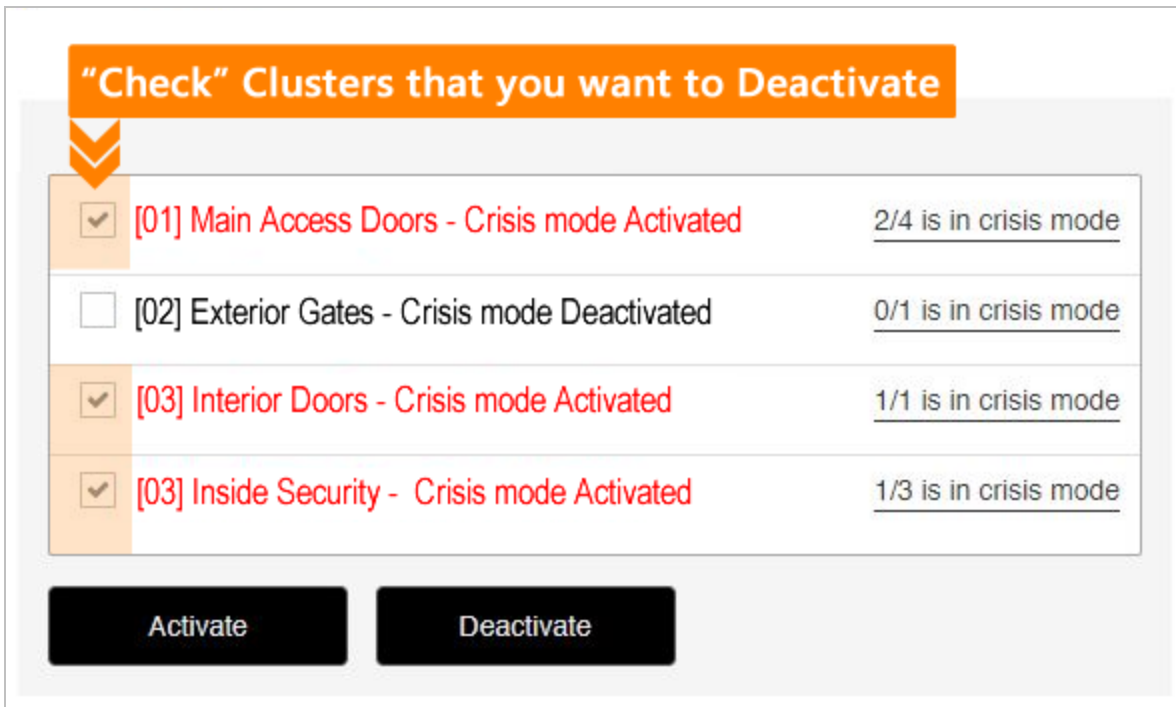 “Check” Clusters that you want to Deactivate
[01] Main Access Doors - Crisis mode Activated 2/4 is in crisis mode
[02] Exterior Gates - Crisis mode Deactivated 0/1 is in crisis mode
[03] Interior Doors - Crisis mode Activated 1/1 is in crisis mode
[03] Inside Security - Crisis mode Activated 1/3 is in crisis mode
Activate Deactivate